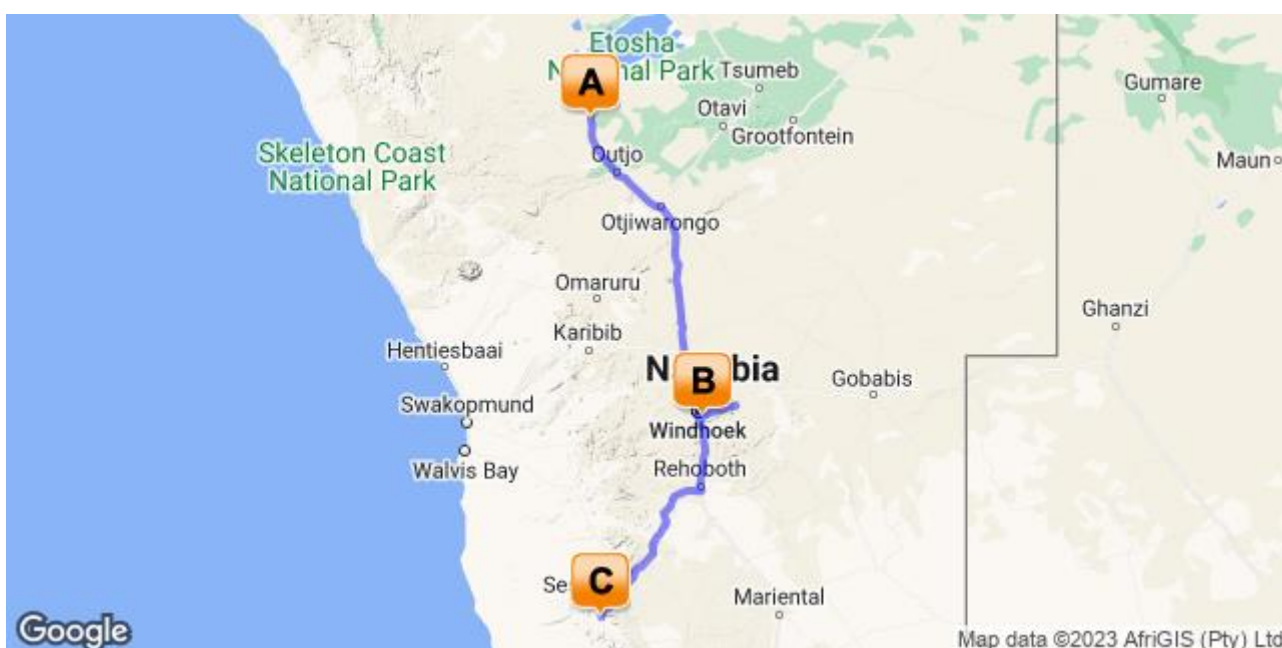 Etosha
National Park
Tsumeb
Gumare
Otavi
Grootfontein
Skeleton Coast
National Park
Outjo
Maun
Otjiwarongo
Omaruru
Ghanzi
Karibib
Hentiesbaai
Gobabis
Swakopmund
Windhoek
Walvis Bay
Rehoboth
Mariental
A
B
C
Google
Map data ©2023 AfriGIS (Pty) Ltd